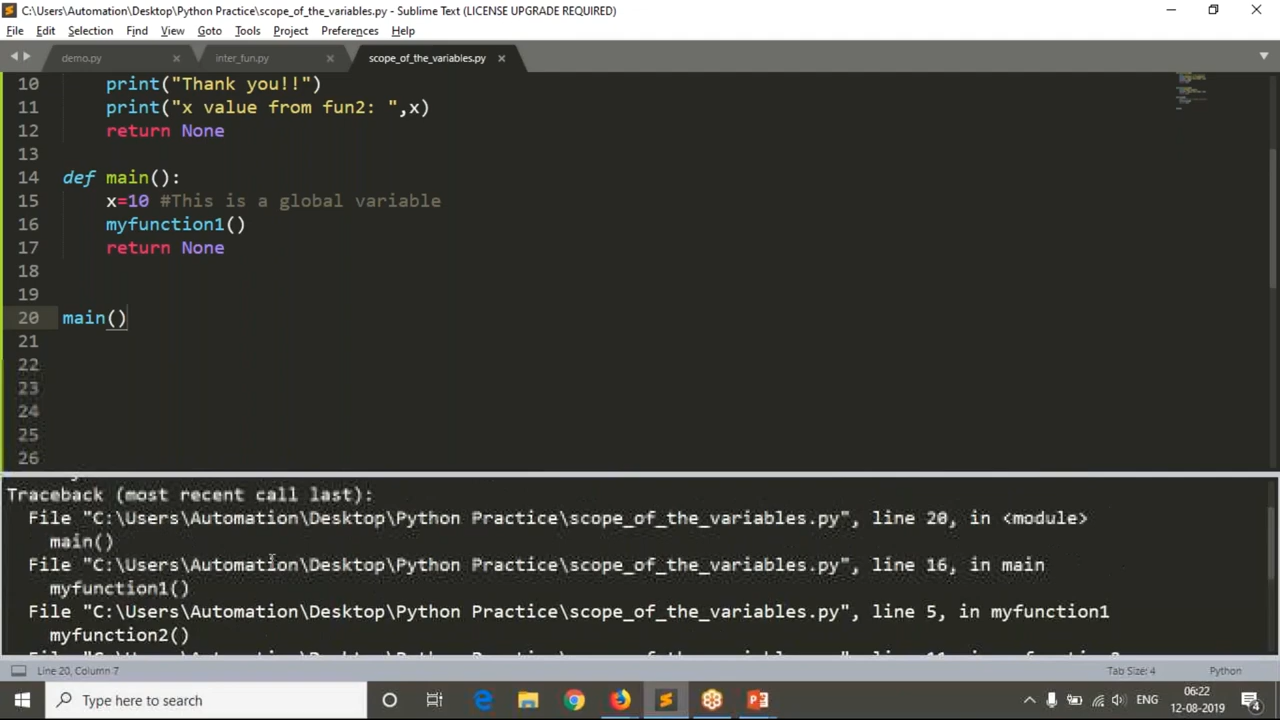 C:\Users\Automation\Desktop\Python Practice\scope_of_the_variables.py - Sublime Text (LICENSE UPGRADE REQUIRED)
File Edit Selection Find View Goto Tools Project Preferences Help
demo.py inter_fun.py scope_of_the_variables.py
10 print("Thank you!!")
11 print("x value from fun2: ",x)
12 return None
13
14 def main():
15 x=10 #This is a global variable
16 myfunction1()
17 return None
18
19
20 main()
21
22
23
24
25
26
Traceback (most recent call last):
File "C:\Users\Automation\Desktop\Python Practice\scope_of_the_variables.py", line 20, in <module>
main()
File "C:\Users\Automation\Desktop\Python Practice\scope_of_the_variables.py", line 16, in main
myfunction1()
File "C:\Users\Automation\Desktop\Python Practice\scope_of_the_variables.py", line 5, in myfunction1
myfunction2()
Line 20, Column 7 Tab Size: 4 Python
Type here to search
ENG
06:22
12-08-2019
4